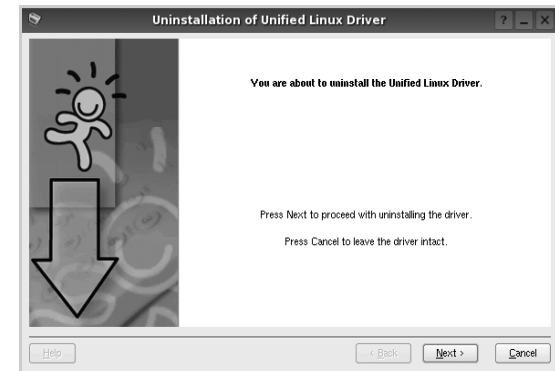 Uninstallation of Unified Linux Driver
You are about to uninstall the Unified Linux Driver.
Press Next to proceed with uninstalling the driver.
Press Cancel to leave the driver intact.
Help
< Back
Next >
Cancel